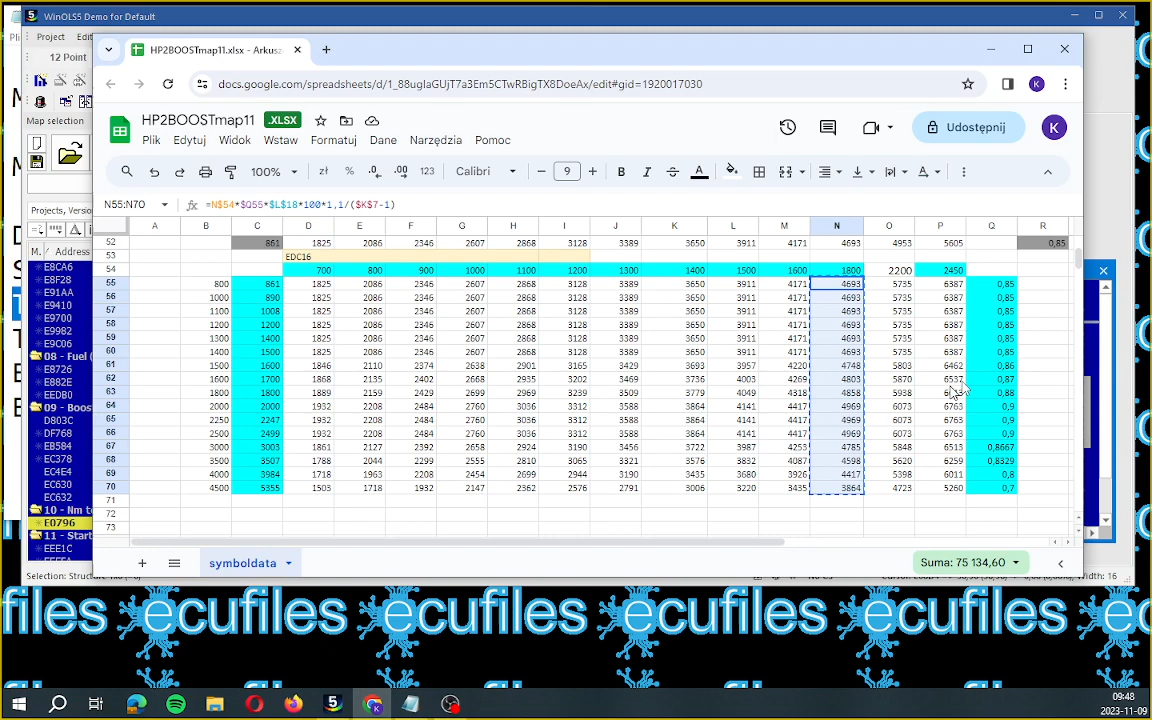 WinOLS5 Demo for Default
Project Edit
12 Point
Map selection
Projects, Versio
M. Address
E8CA6
E8F28
E91AA
E9410
E9700
E9982
E9C06
08 - Fuel (
E8726
E882E
EEDB0
09 - Boos
D803C
DF768
EB584
EC378
EC4E4
EC630
EC632
10 - Nm to
E0796
11 - Start
EEE1C
HP2BOOSTmap11.xlsx - Arkusz
docs.google.com/spreadsheets/d/1_88ugIaGUjT7a3Em5CTwRBigTX8DoeAx/edit#gid=1920017030
HP2BOOSTmap11 .XLSX
Plik Edytuj Widok Wstaw Formatuj Dane Narzędzia Pomoc
Udostępnij K
100% zł % .0 .00 123 Calibri 9 B I A
N55:N70 fx =N$54*$Q55*$L$18*100*1,1/($K$7-1)
A B C D E F G H I J K L M N O P Q R
52 861 1825 2086 2346 2607 2868 3128 3389 3650 3911 4171 4693 4953 5605 0,85
53 EDC16
54 700 800 900 1000 1100 1200 1300 1400 1500 1600 1800 2200 2450
55 800 861 1825 2086 2346 2607 2868 3128 3389 3650 3911 4171 4693 5735 6387 0,85
56 1000 890 1825 2086 2346 2607 2868 3128 3389 3650 3911 4171 4693 5735 6387 0,85
57 1100 1008 1825 2086 2346 2607 2868 3128 3389 3650 3911 4171 4693 5735 6387 0,85
58 1200 1200 1825 2086 2346 2607 2868 3128 3389 3650 3911 4171 4693 5735 6387 0,85
59 1300 1400 1825 2086 2346 2607 2868 3128 3389 3650 3911 4171 4693 5735 6387 0,85
60 1400 1500 1825 2086 2346 2607 2868 3128 3389 3650 3911 4171 4693 5735 6387 0,85
61 1500 1600 1846 2110 2374 2638 2901 3165 3429 3693 3957 4220 4748 5803 6462 0,86
62 1600 1700 1868 2135 2402 2668 2935 3202 3469 3736 4003 4269 4803 5870 6537 0,87
63 1800 1800 1889 2159 2429 2699 2969 3239 3509 3779 4049 4318 4858 5938 0,88
64 2000 2000 1932 2208 2484 2760 3036 3312 3588 3864 4141 4417 4969 6073 6763 0,9
65 2250 2247 1932 2208 2484 2760 3036 3312 3588 3864 4141 4417 4969 6073 6763 0,9
66 2500 2499 1932 2208 2484 2760 3036 3312 3588 3864 4141 4417 4969 6073 6763 0,9
67 3000 3003 1861 2127 2392 2658 2924 3190 3456 3722 3987 4253 4785 5848 6513 0,8667
68 3500 3507 1788 2044 2299 2555 2810 3065 3321 3576 3832 4087 4598 5620 6259 0,8329
69 4000 3984 1718 1963 2208 2454 2699 2944 3190 3435 3680 3926 4417 5398 6011 0,8
70 4500 5355 1503 1718 1932 2147 2362 2576 2791 3006 3220 3435 3864 4723 5260 0,7
71
72
73
symboldata
Suma: 75 134,60
Width: 16
ecufiles ecufiles ecufiles ecufiles
09:48
2023-11-09